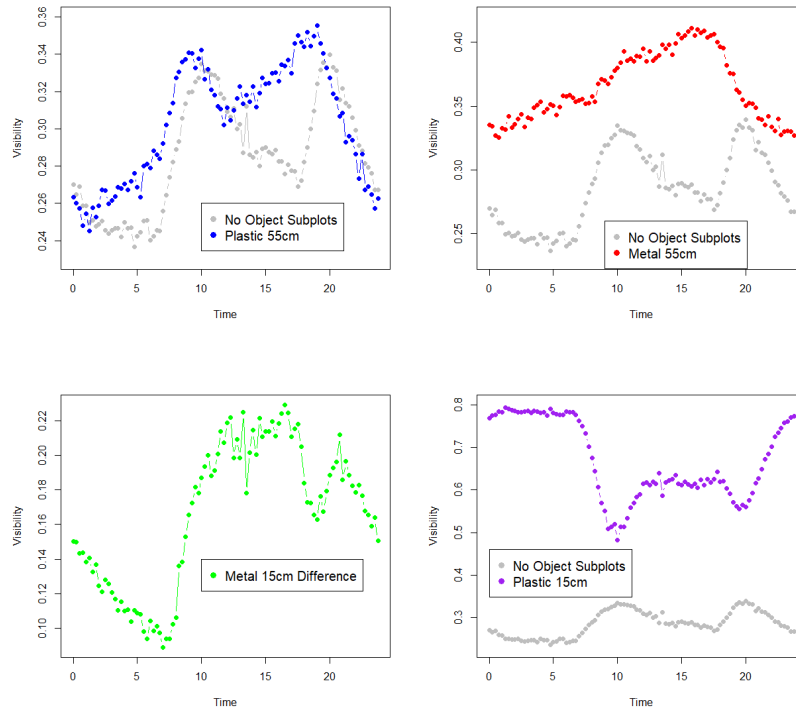 0.36
0.34
0.32
0.30
0.28
0.26
0.24
Visibility
No Object Subplots
Plastic 55cm
0 5 10 15 20
Time
0.40
0.35
0.30
0.25
Visibility
No Object Subplots
Metal 55cm
0 5 10 15 20
Time
0.22
0.20
0.18
0.16
0.14
0.12
0.10
Visibility
Metal 15cm Difference
0 5 10 15 20
Time
0.8
0.7
0.6
0.5
0.4
0.3
Visibility
No Object Subplots
Plastic 15cm
0 5 10 15 20
Time